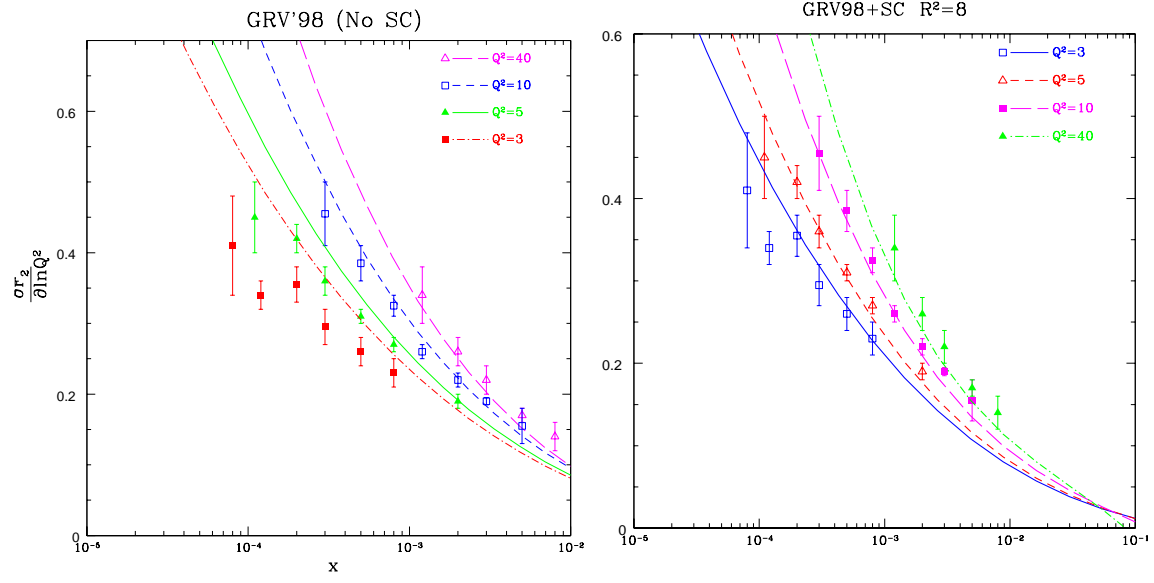 GRV'98 (No SC)
Q²=40
Q²=10
Q²=5
Q²=3
0.6
0.4
0.2
0
∂F₂
∂lnQ²
10⁻⁵
10⁻⁴
10⁻³
10⁻²
x
GRV98+SC R²=8
Q²=3
Q²=5
Q²=10
Q²=40
0.6
0.4
0.2
0
10⁻⁵
10⁻⁴
10⁻³
10⁻²
10⁻¹